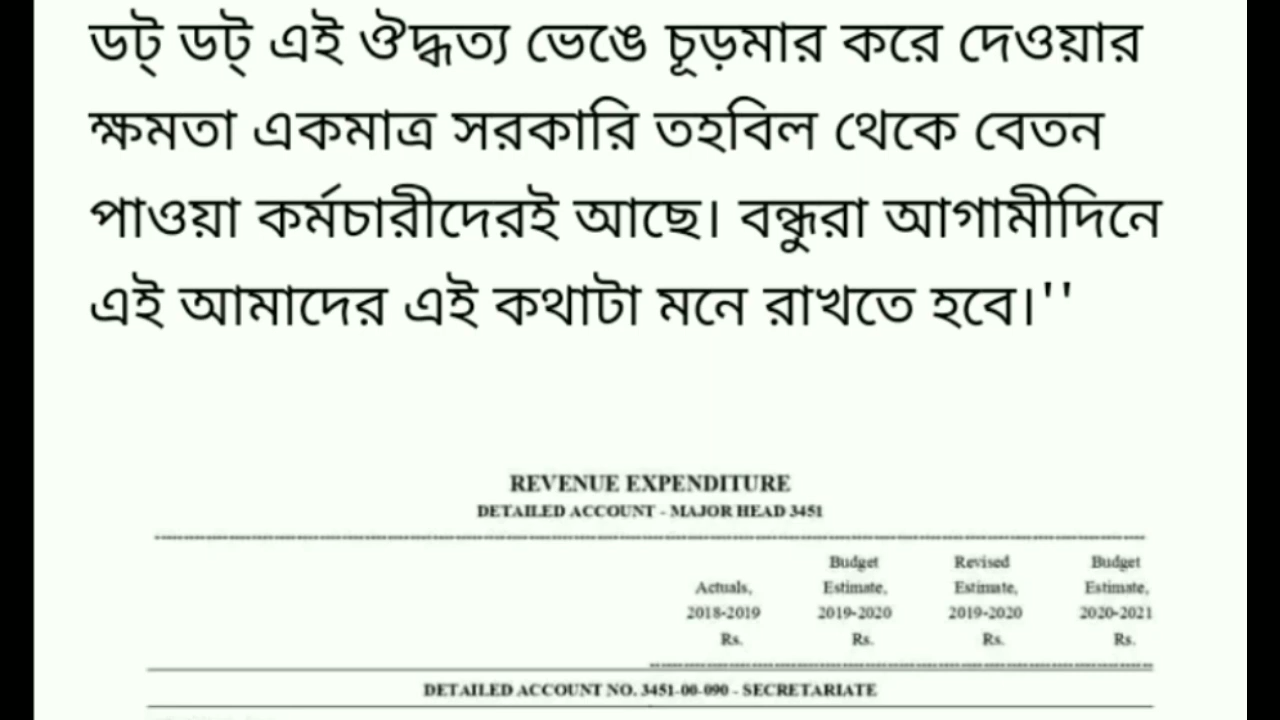 ডট্ ডট্ এই ঔদ্ধত্য ভেঙে চূড়মার করে দেওয়ার
ক্ষমতা একমাত্র সরকারি তহবিল থেকে বেতন
পাওয়া কর্মচারীদেরই আছে। বন্ধুরা আগামীদিনে
এই আমাদের এই কথাটা মনে রাখতে হবে।''
REVENUE EXPENDITURE
DETAILED ACCOUNT - MAJOR HEAD 3451
Budget Revised Budget
Actuals, Estimate, Estimate, Estimate,
2018-2019 2019-2020 2019-2020 2020-2021
Rs. Rs. Rs. Rs.
DETAILED ACCOUNT NO. 3451-00-090 - SECRETARIATE